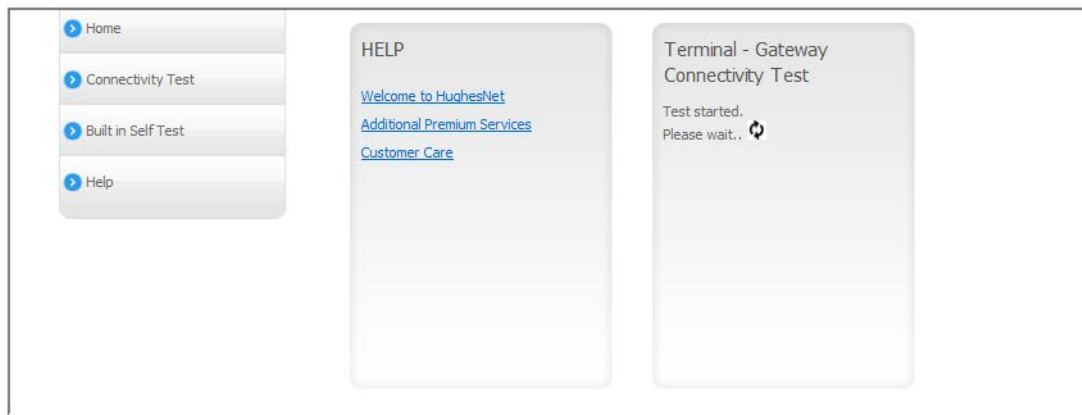 Home
Connectivity Test
Built in Self Test
Help
HELP
Welcome to HughesNet
Additional Premium Services
Customer Care
Terminal - Gateway
Connectivity Test
Test started.
Please wait..